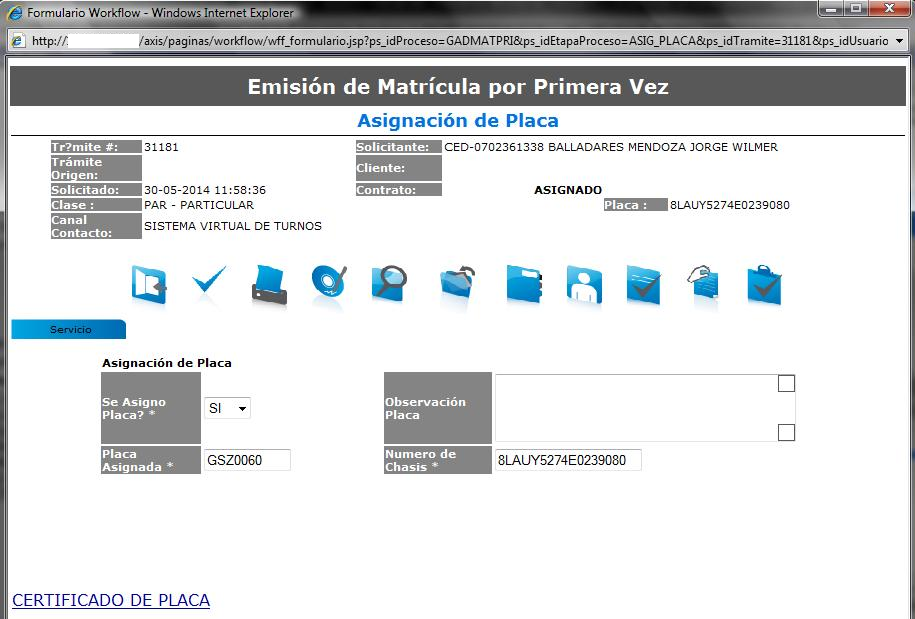 Formulario Workflow - Windows Internet Explorer
http:// /axis/paginas/workflow/wff_formulario.jsp?ps_idProceso=GADMATPRI&ps_idEtapaProceso=ASIG_PLACA&ps_idTramite=31181&ps_idUsuario
Emisión de Matrícula por Primera Vez
Asignación de Placa
Tr?mite #: 31181 Solicitante: CED-0702361338 BALLADARES MENDOZA JORGE WILMER
Trámite
Origen: Cliente:
Solicitado: 30-05-2014 11:58:36 Contrato: ASIGNADO
Clase : PAR - PARTICULAR Placa : 8LAUY5274E0239080
Canal
Contacto: SISTEMA VIRTUAL DE TURNOS
Servicio
Asignación de Placa
Se Asigno
Placa? * SI Observación
Placa
Placa
Asignada * GSZ0060 Numero de
Chasis * 8LAUY5274E0239080
CERTIFICADO DE PLACA